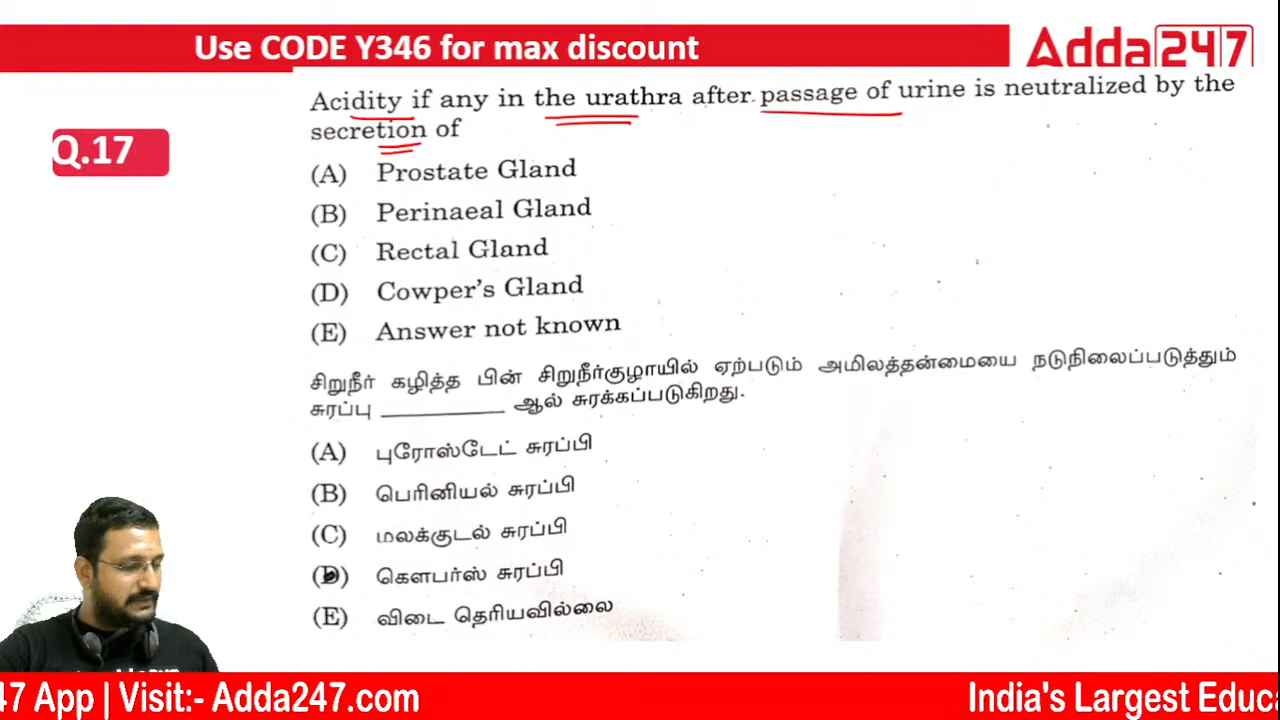 Use CODE Y346 for max discount
Adda247
Acidity if any in the urathra after passage of urine is neutralized by the
secretion of
Q.17
(A) Prostate Gland
(B) Perinaeal Gland
(C) Rectal Gland
(D) Cowper's Gland
(E) Answer not known
சிறுநீர் கழித்த பின் சிறுநீர்குழாயில் ஏற்படும் அமிலத்தன்மையை நடுநிலைப்படுத்தும்
சுரப்பு __________ ஆல் சுரக்கப்படுகிறது.
(A) புரோஸ்டேட் சுரப்பி
(B) பெரினியல் சுரப்பி
(C) மலக்குடல் சுரப்பி
(D) கௌபர்ஸ் சுரப்பி
(E) விடை தெரியவில்லை
47 App | Visit:- Adda247.com
India's Largest Educa